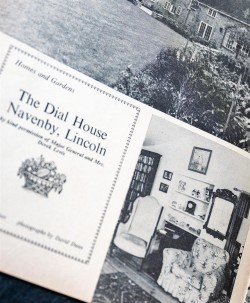 Homes and Gardens
The Dial House
Navenby, Lincoln
by kind permission of Major General and Mrs.
photographs by David Dunn